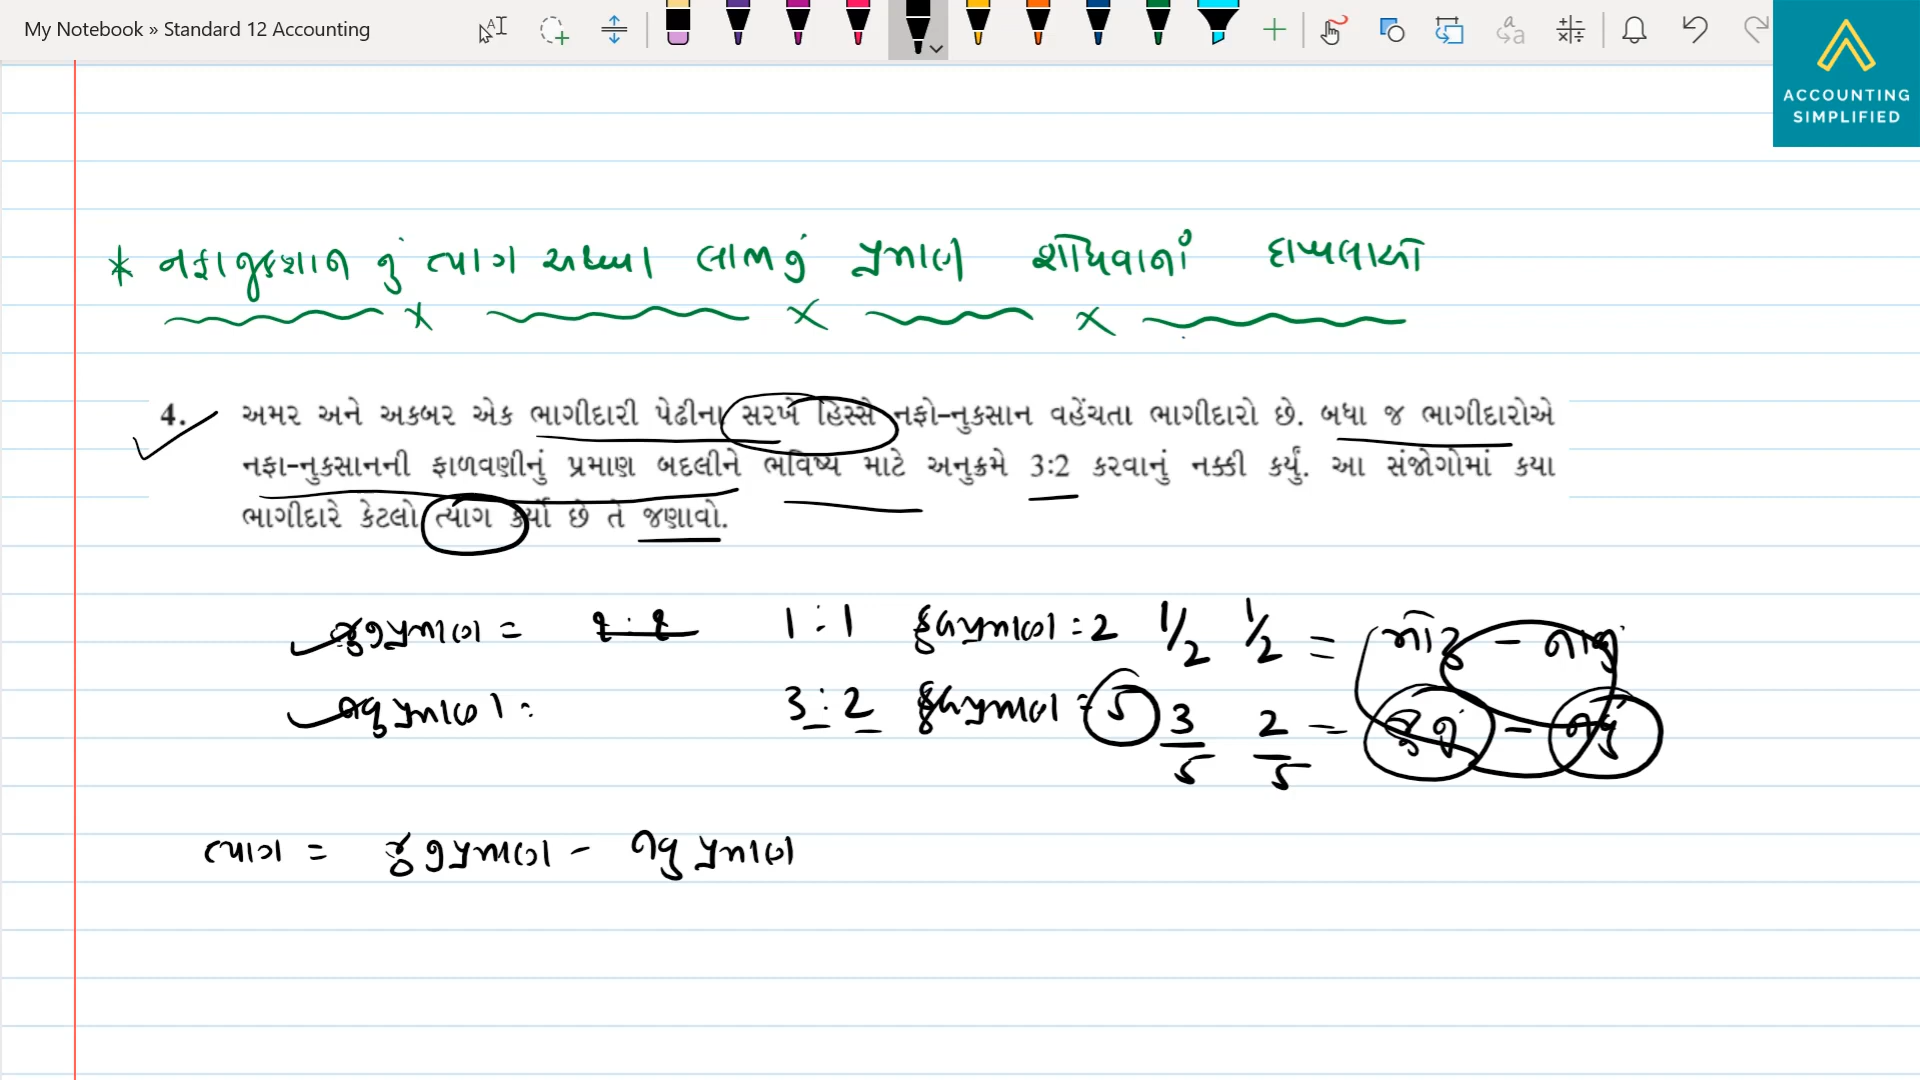 My Notebook » Standard 12 Accounting
ACCOUNTING
SIMPLIFIED
* નફાનુકશાન નું ત્યાગ અથવા લાભનું પ્રમાણ શોધવાનાં દાખલાઓ
4. અમર અને અકબર એક ભાગીદારી પેઢીના સરખે હિસ્સે નફો-નુકસાન વહેંચતા ભાગીદારો છે. બધા જ ભાગીદારોએ
નફા-નુકસાનની ફાળવણીનું પ્રમાણ બદલીને ભવિષ્ય માટે અનુક્રમે 3:2 કરવાનું નક્કી કર્યું. આ સંજોગોમાં કયા
ભાગીદારે કેટલો ત્યાગ કર્યો છે તે જણાવો.
જુનુપ્રમાણ = 1 : 1 કુલપ્રમાણ = 2 1/2 1/2 = મોટુ - નાનુ
નવુ પ્રમાણ = 3 : 2 કુલપ્રમાણ = 5 3/5 2/5 = જુનું - નવું
ત્યાગ = જુનુપ્રમાણ - નવુ પ્રમાણ